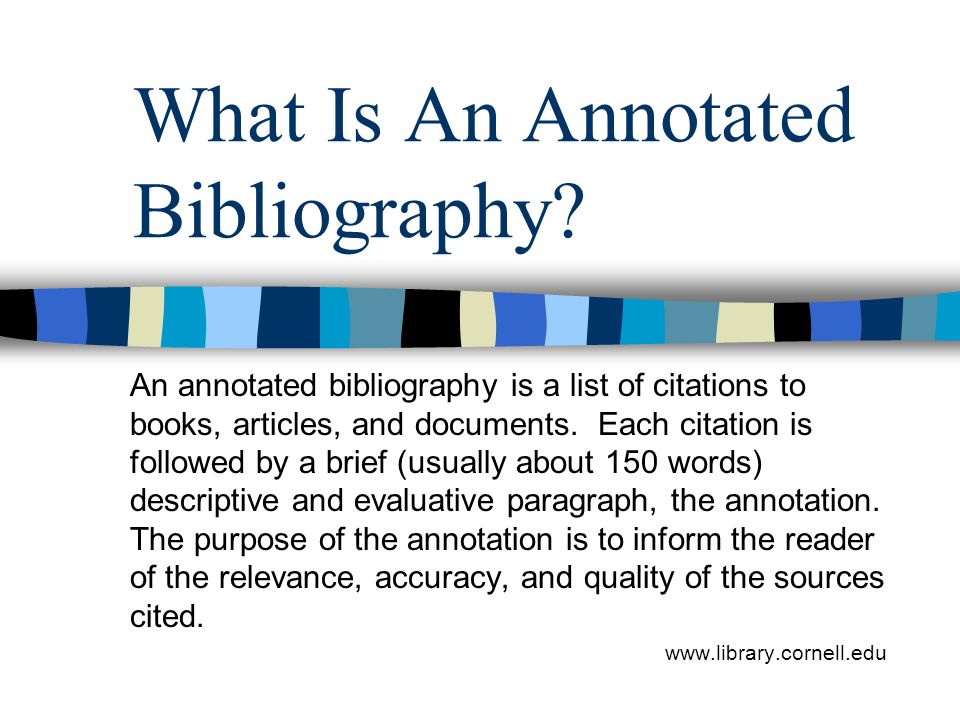 What Is An Annotated
Bibliography?
An annotated bibliography is a list of citations to
books, articles, and documents.  Each citation is
followed by a brief (usually about 150 words)
descriptive and evaluative paragraph, the annotation.
The purpose of the annotation is to inform the reader
of the relevance, accuracy, and quality of the sources
cited.
www.library.cornell.edu